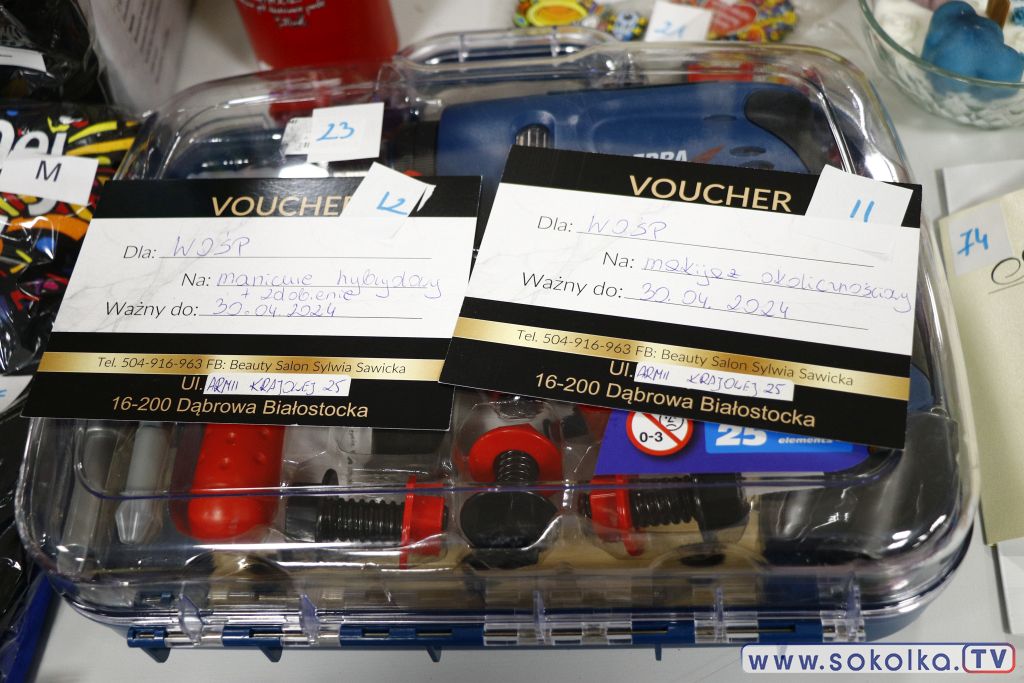 21
23
M
VOUCHER
12
Dla: WOŚP
Na: manicure hybrydowy
+ zdobienie
Ważny do: 30.04.2024
Tel. 504-916-963 FB: Beauty Salon Sylwia Sawicka
Ul. ARMII KRAJOWEJ 25
16-200 Dąbrowa Białostocka
VOUCHER
11
Dla: WOŚP
Na: makijaż okolicznościowy
Ważny do: 30.04.2024
Tel. 504-916-963 FB: Beauty Salon Sylwia Sawicka
Ul. ARMII KRAJOWEJ 25
16-200 Dąbrowa Białostocka
74
0-3
25 elements
www.sokolka.TV